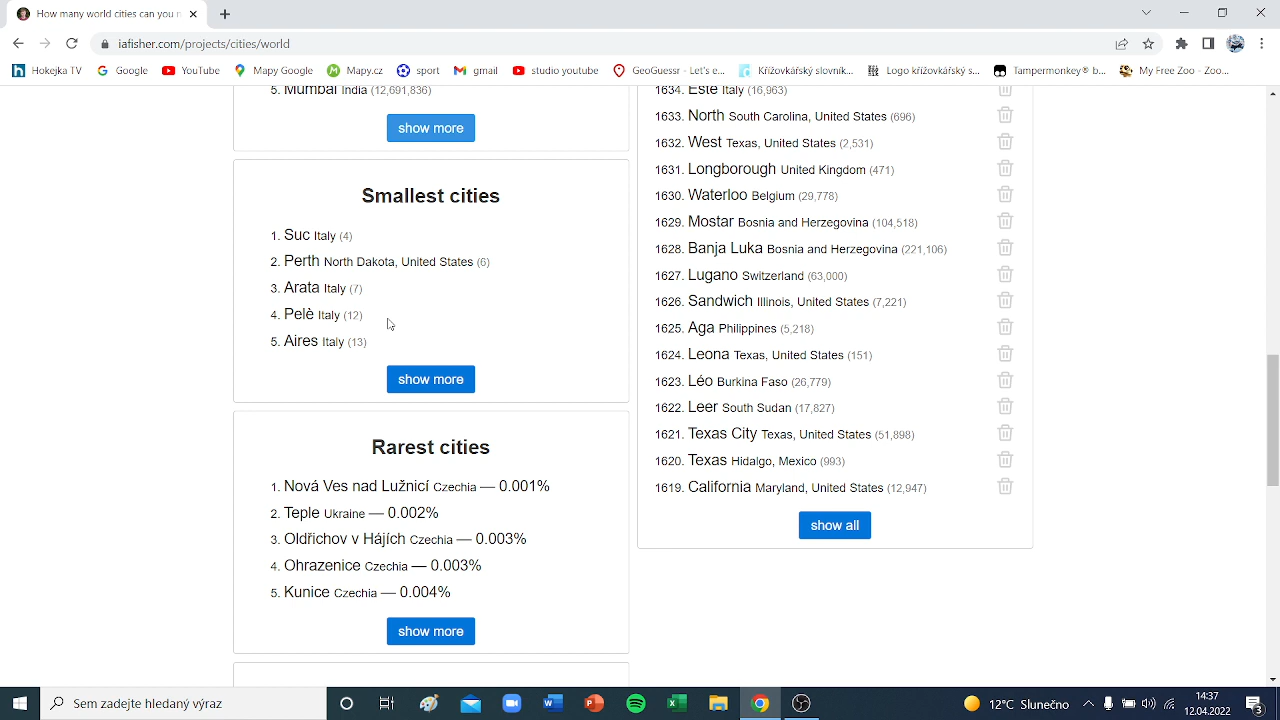 How many world cities can you n
iafisher.com/projects/cities/world
Hokejka TV
Google
YouTube
Mapy Google
Mapy.cz
sport
gmail
studio youtube
GeoGuessr - Let's e...
Křížovkářský slovník...
Logo křížovkářský s...
Tampermonkey® b...
My Free Zoo - Zoo...
5. Mumbai India (12,691,836)
show more
Smallest cities
1. Suc Italy (4)
2. Perth North Dakota, United States (6)
3. Arata Italy (7)
4. Pelè Italy (12)
5. Aires Italy (13)
show more
Rarest cities
1. Nová Ves nad Lužnicí Czechia — 0.001%
2. Teple Ukraine — 0.002%
3. Oldřichov v Hájích Czechia — 0.003%
4. Ohrazenice Czechia — 0.003%
5. Kunice Czechia — 0.004%
show more
1634. Este Italy (16,963)
1633. North South Carolina, United States (698)
1632. West Texas, United States (2,531)
1631. Longborough United Kingdom (471)
1630. Waterloo Belgium (29,778)
1629. Mostar Bosnia and Herzegovina (104,518)
1628. Banja Luka Bosnia and Herzegovina (221,106)
1627. Lugano Switzerland (63,000)
1626. Sandwich Illinois, United States (7,221)
1625. Aga Philippines (5,218)
1624. Leona Texas, United States (151)
1623. Léo Burkina Faso (26,779)
1622. Leer South Sudan (17,827)
1621. Texas City Texas, United States (51,898)
1620. Texas Hidalgo, Mexico (993)
1619. California Maryland, United States (12,947)
show all
Sem zadejte hledaný výraz
12°C Slunečno
14:37
12.04.2022
3